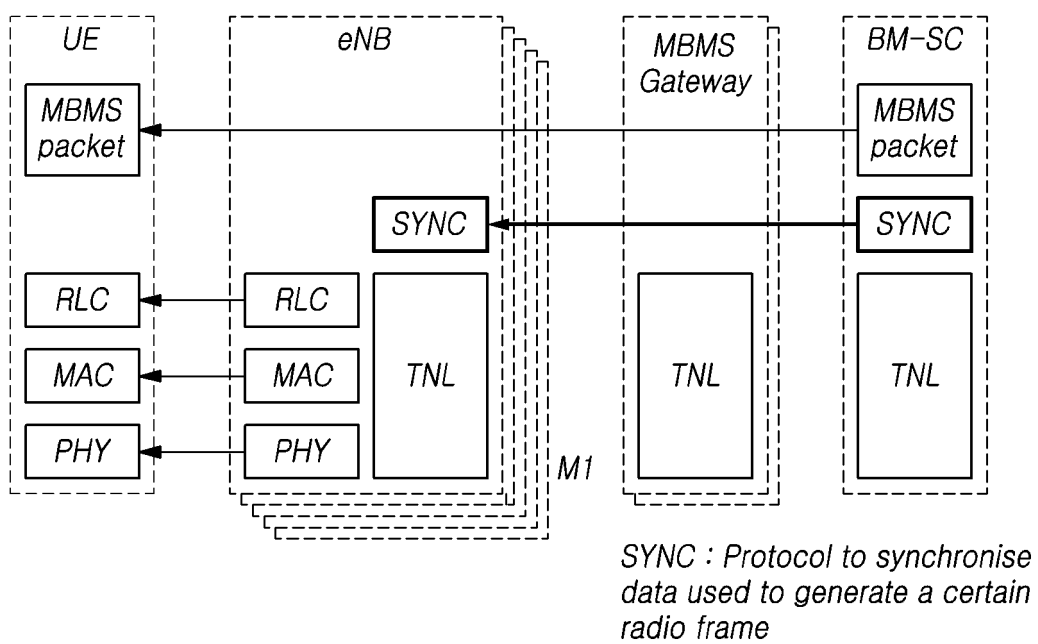 UE
eNB
MBMS
Gateway
BM-SC
MBMS
packet
MBMS
packet
SYNC
SYNC
RLC
RLC
MAC
MAC
PHY
PHY
TNL
TNL
TNL
M1
SYNC : Protocol to synchronise
data used to generate a certain
radio frame